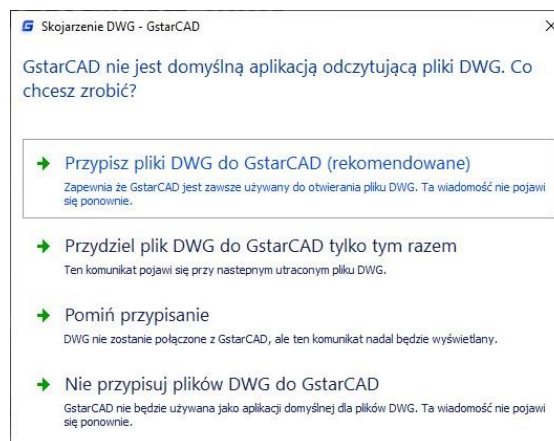 Skojarzenie DWG - GstarCAD
GstarCAD nie jest domyślną aplikacją odczytującą pliki DWG. Co
chcesz zrobić?
Przypisz pliki DWG do GstarCAD (rekomendowane)
Zapewnia że GstarCAD jest zawsze używany do otwierania pliku DWG. Ta wiadomość nie pojawi
się ponownie.
Przydziel plik DWG do GstarCAD tylko tym razem
Ten komunikat pojawi się przy nastepnym utraconym pliku DWG.
Pomiń przypisanie
DWG nie zostanie połączone z GstarCAD, ale ten komunikat nadal będzie wyświetlany.
Nie przypisuj plików DWG do GstarCAD
GstarCAD nie będzie używana jako aplikacji domyślnej dla plików DWG. Ta wiadomość nie pojawi
się ponownie.